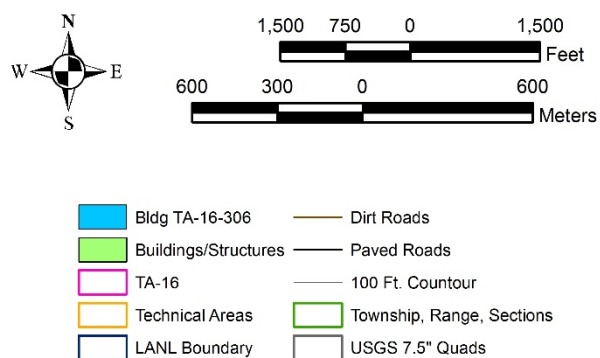 N
W E
S
1,500 750 0 1,500
Feet
600 300 0 600
Meters
Bldg TA-16-306
Buildings/Structures
TA-16
Technical Areas
LANL Boundary
Dirt Roads
Paved Roads
100 Ft. Countour
Township, Range, Sections
USGS 7.5" Quads